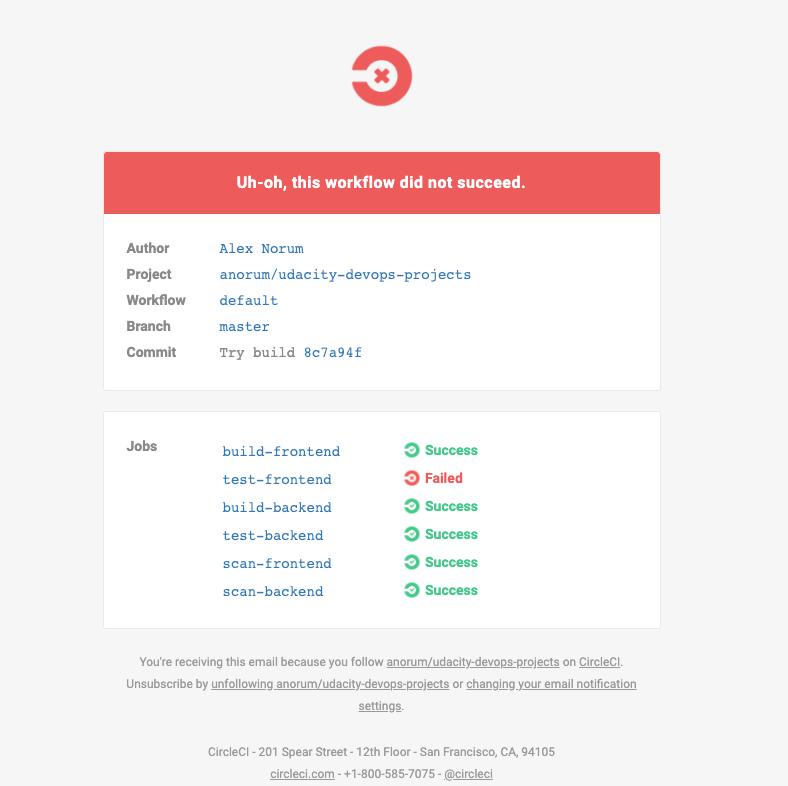 Uh-oh, this workflow did not succeed.
Author Alex Norum
Project anorum/udacity-devops-projects
Workflow default
Branch master
Commit Try build 8c7a94f
Jobs build-frontend Success
test-frontend Failed
build-backend Success
test-backend Success
scan-frontend Success
scan-backend Success
You're receiving this email because you follow anorum/udacity-devops-projects on CircleCI.
Unsubscribe by unfollowing anorum/udacity-devops-projects or changing your email notification
settings.
CircleCI - 201 Spear Street - 12th Floor - San Francisco, CA, 94105
circleci.com - +1-800-585-7075 - @circleci